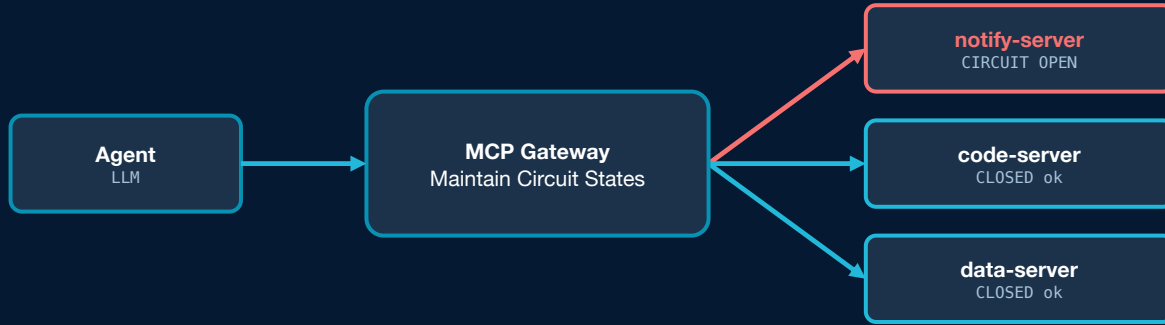 notify-server
CIRCUIT OPEN
Agent
LLM
MCP Gateway
Maintain Circuit States
code-server
CLOSED ok
data-server
CLOSED ok